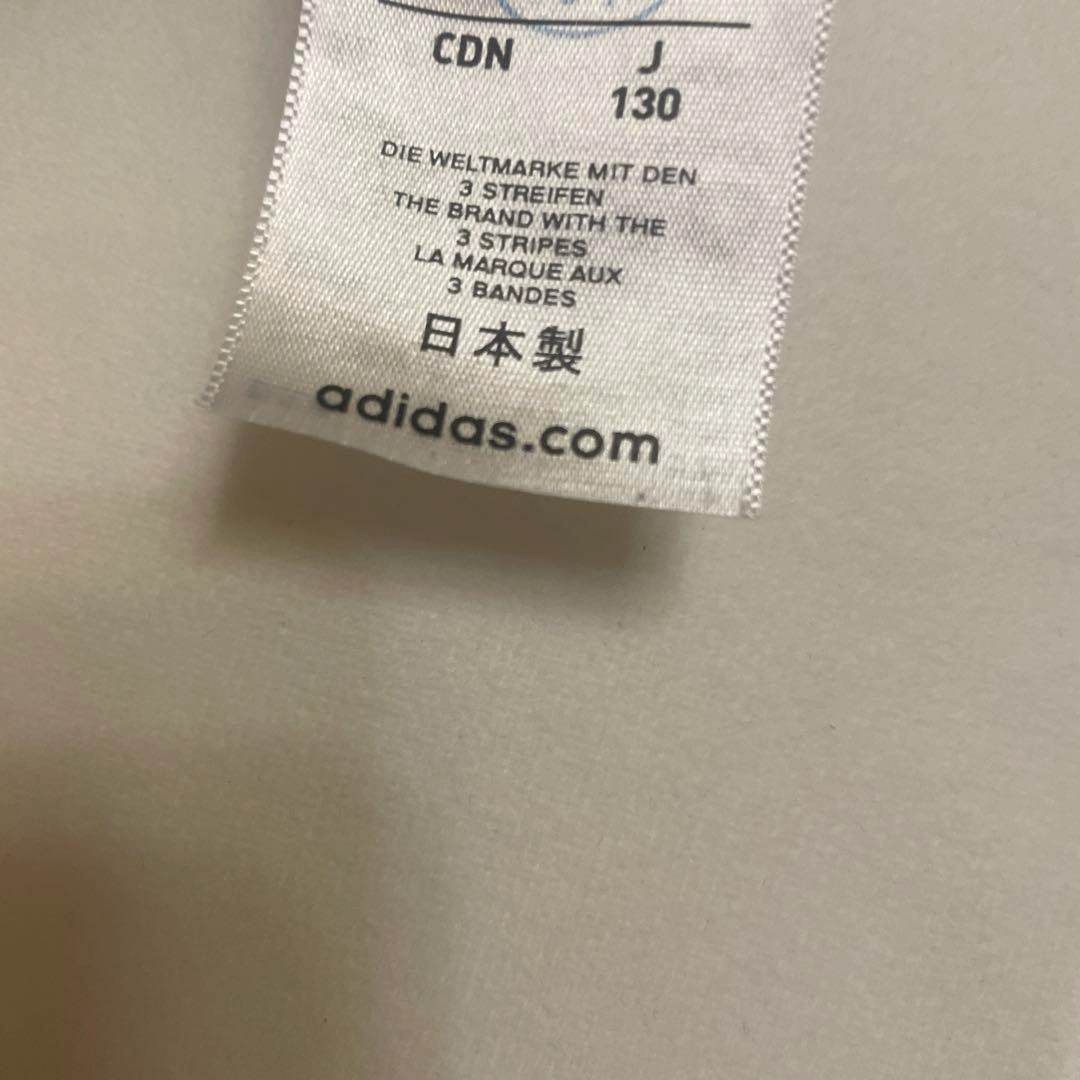 CDN J
130
DIE WELTMARKE MIT DEN
3 STREIFEN
THE BRAND WITH THE
3 STRIPES
LA MARQUE AUX
3 BANDES
日本製
adidas.com